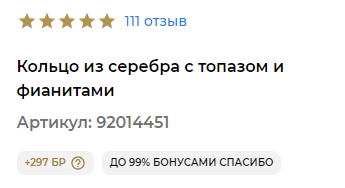 111 отзыв
Кольцо из серебра с топазом и
фианитами
Артикул: 92014451
+297 БР ?
ДО 99% БОНУСАМИ СПАСИБО